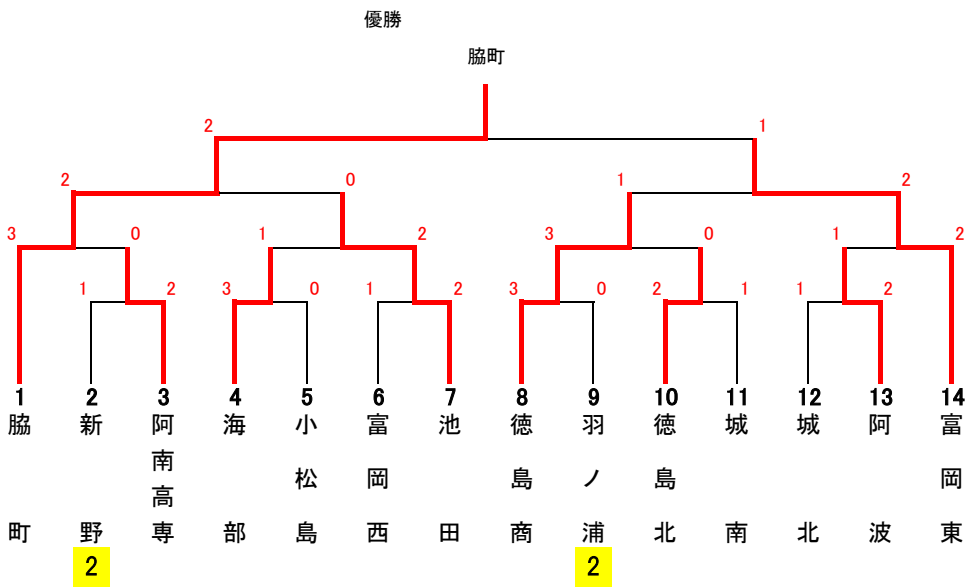 優勝
脇町
2 1
2 0 1 2
3 0 1 2 3 0 1 2
1 2 3 0 1 2 3 0 2 1 1 2
1 2 3 4 5 6 7 8 9 10 11 12 13 14
脇町
新野
阿南高専
海部
小松島
富岡西
池田
徳島商
羽ノ浦
徳島北
城南
城北
阿波
富岡東
2 2